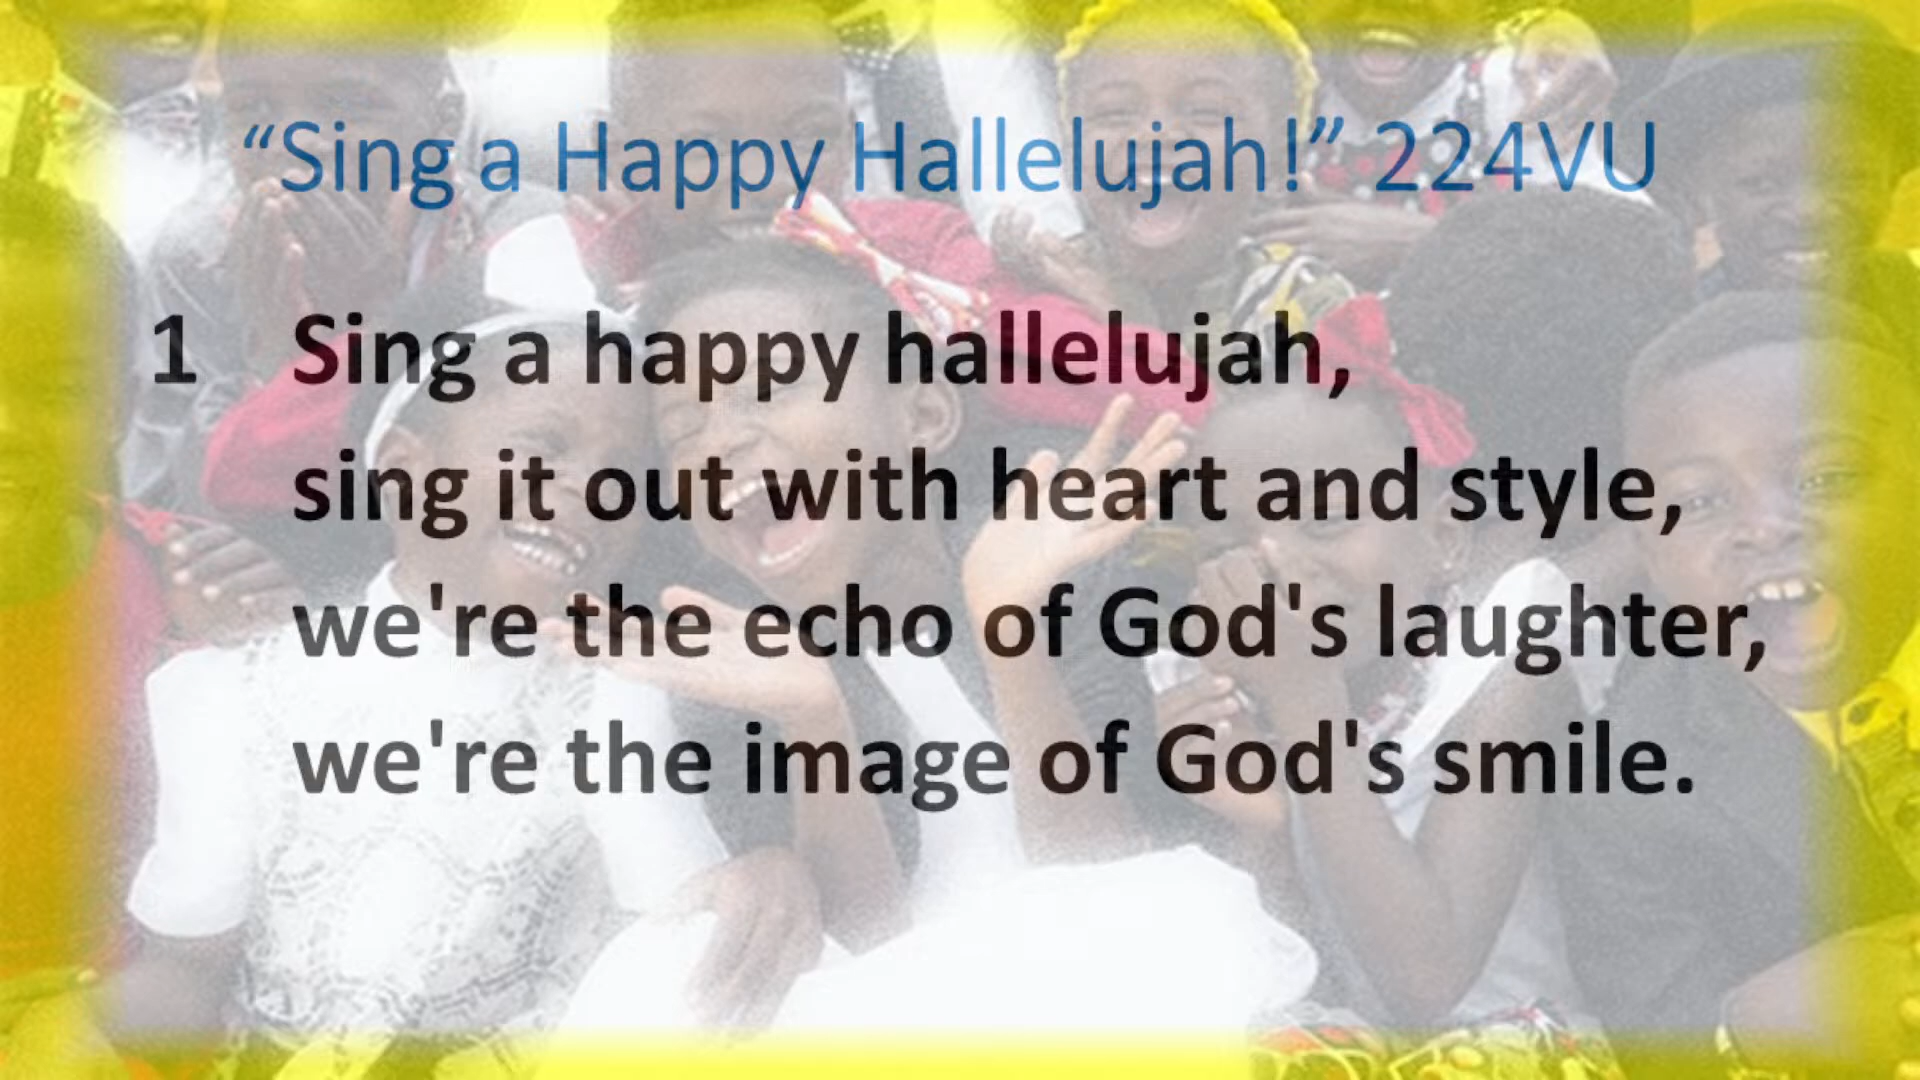 “Sing a Happy Hallelujah!” 224VU
1 Sing a happy hallelujah,
sing it out with heart and style,
we're the echo of God's laughter,
we're the image of God's smile.